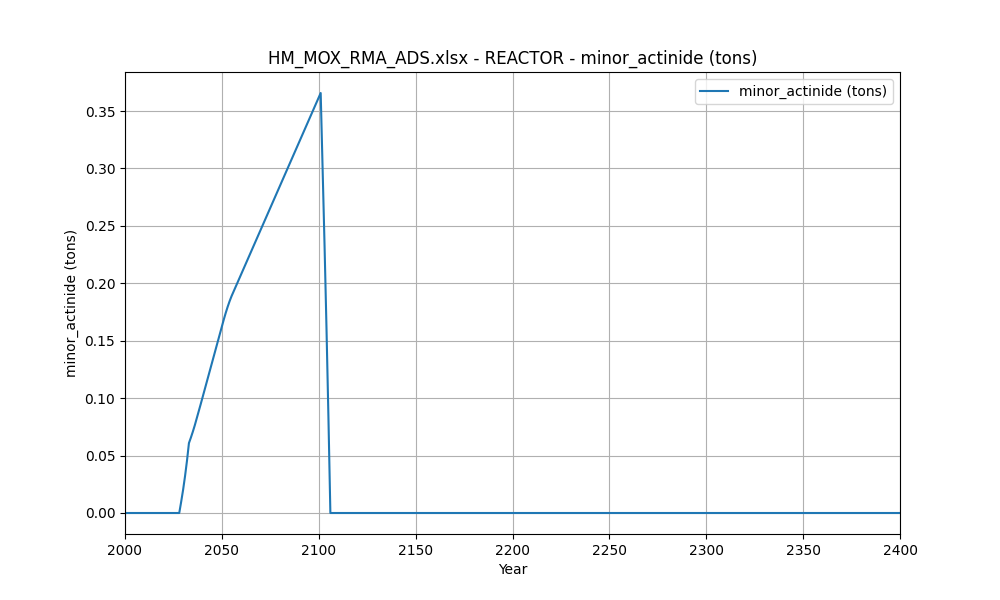 HM_MOX_RMA_ADS.xlsx - REACTOR - minor_actinide (tons)
minor_actinide (tons)
minor_actinide (tons)
0.35
0.30
0.25
0.20
0.15
0.10
0.05
0.00
2000 2050 2100 2150 2200 2250 2300 2350 2400
Year